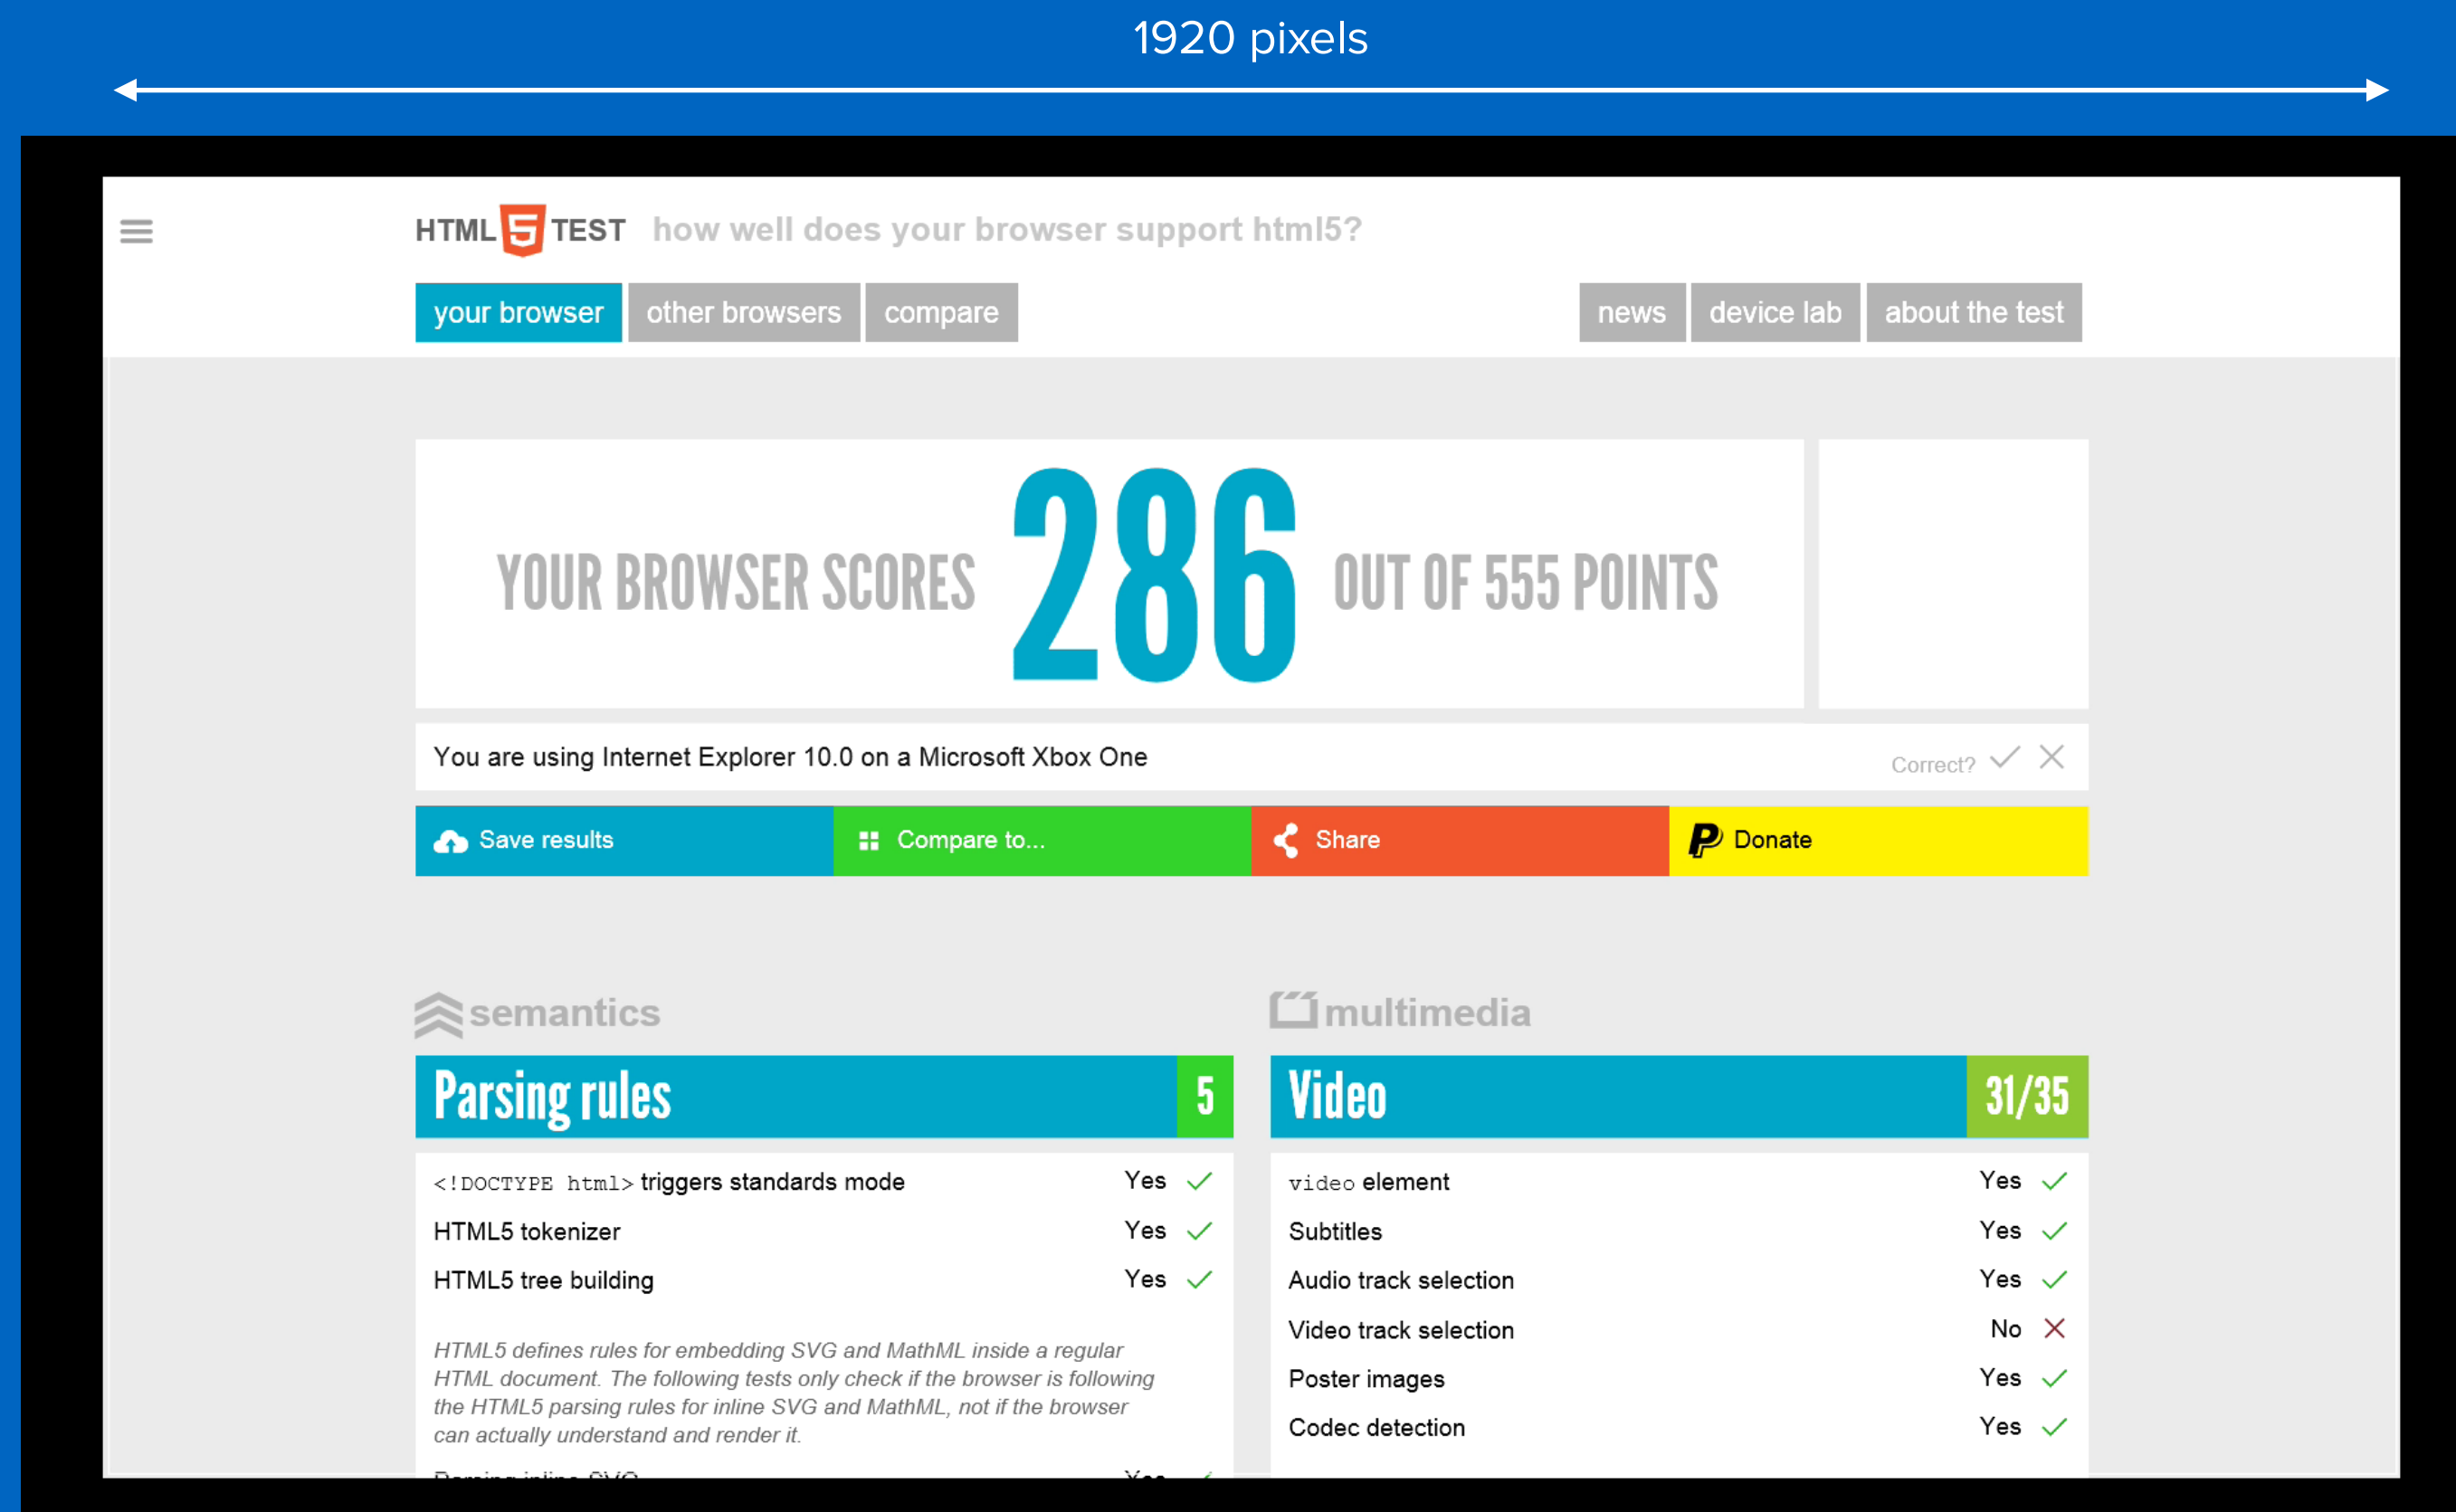 1920 pixels
HTML5TEST how well does your browser support html5?
your browser other browsers compare news device lab about the test
YOUR BROWSER SCORES 286 OUT OF 555 POINTS
You are using Internet Explorer 10.0 on a Microsoft Xbox One Correct?
Save results Compare to... Share Donate
semantics
Parsing rules 5
<!DOCTYPE html> triggers standards mode Yes
HTML5 tokenizer Yes
HTML5 tree building Yes
HTML5 defines rules for embedding SVG and MathML inside a regular
HTML document. The following tests only check if the browser is following
the HTML5 parsing rules for inline SVG and MathML, not if the browser
can actually understand and render it.
Parsing inline SVG Yes
multimedia
Video 31/35
video element Yes
Subtitles Yes
Audio track selection Yes
Video track selection No
Poster images Yes
Codec detection Yes